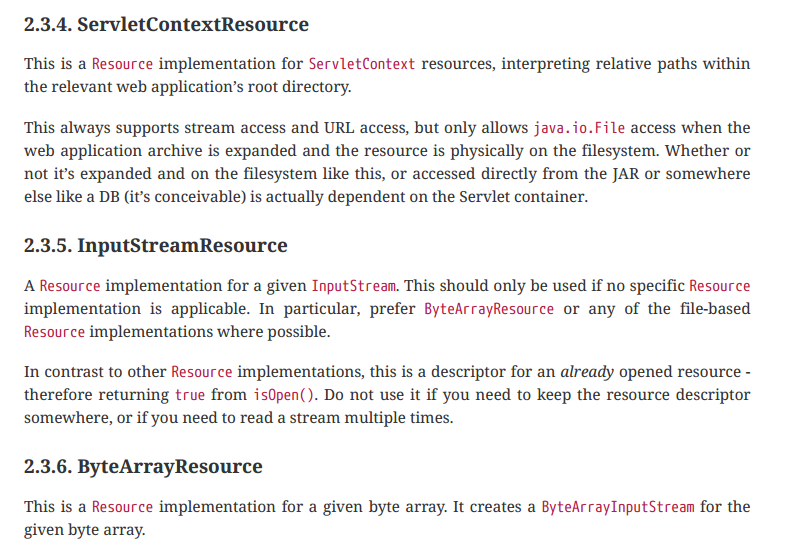 2.3.4. ServletContextResource
This is a Resource implementation for ServletContext resources, interpreting relative paths within
the relevant web application’s root directory.
This always supports stream access and URL access, but only allows java.io.File access when the
web application archive is expanded and the resource is physically on the filesystem. Whether or
not it’s expanded and on the filesystem like this, or accessed directly from the JAR or somewhere
else like a DB (it’s conceivable) is actually dependent on the Servlet container.
2.3.5. InputStreamResource
A Resource implementation for a given InputStream. This should only be used if no specific Resource
implementation is applicable. In particular, prefer ByteArrayResource or any of the file-based
Resource implementations where possible.
In contrast to other Resource implementations, this is a descriptor for an already opened resource -
therefore returning true from isOpen(). Do not use it if you need to keep the resource descriptor
somewhere, or if you need to read a stream multiple times.
2.3.6. ByteArrayResource
This is a Resource implementation for a given byte array. It creates a ByteArrayInputStream for the
given byte array.